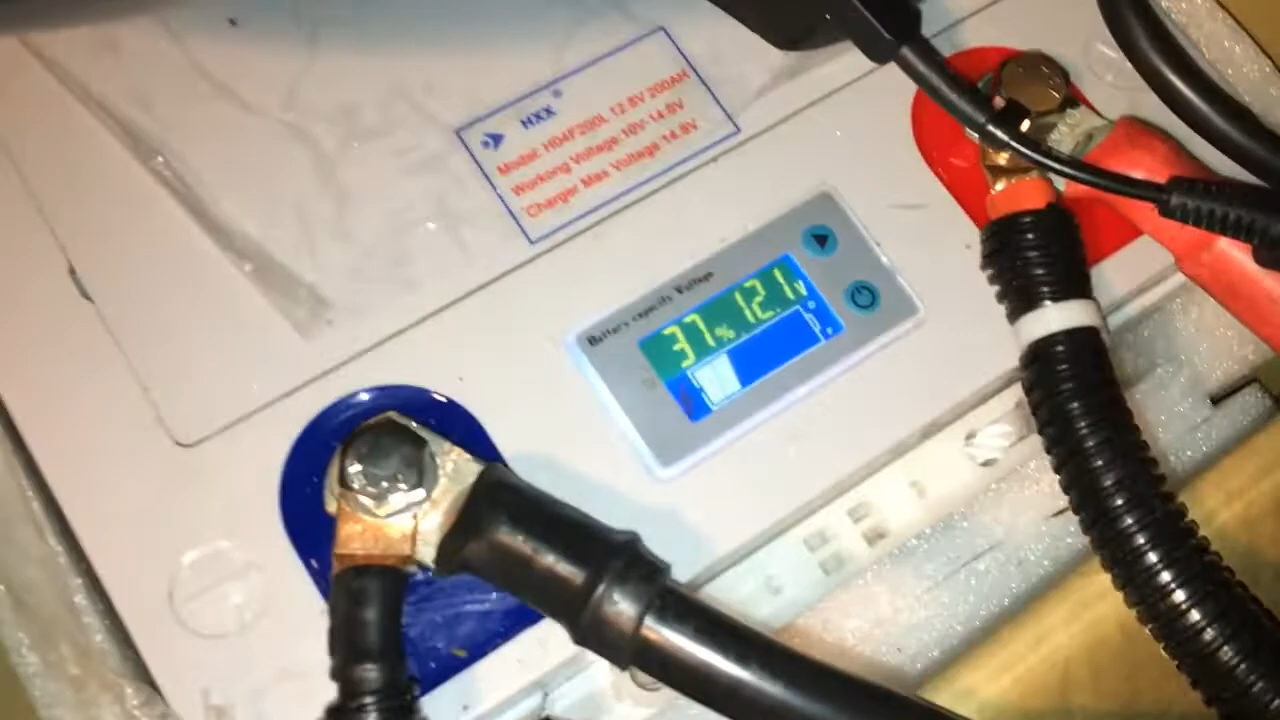 HXX ®
Model: H04F200L 12.8V 200AH
Workong Voltage:10V-14.6V
Charger Max Voltage 14.6V
Battery capacity Voltage
37% 12.1V